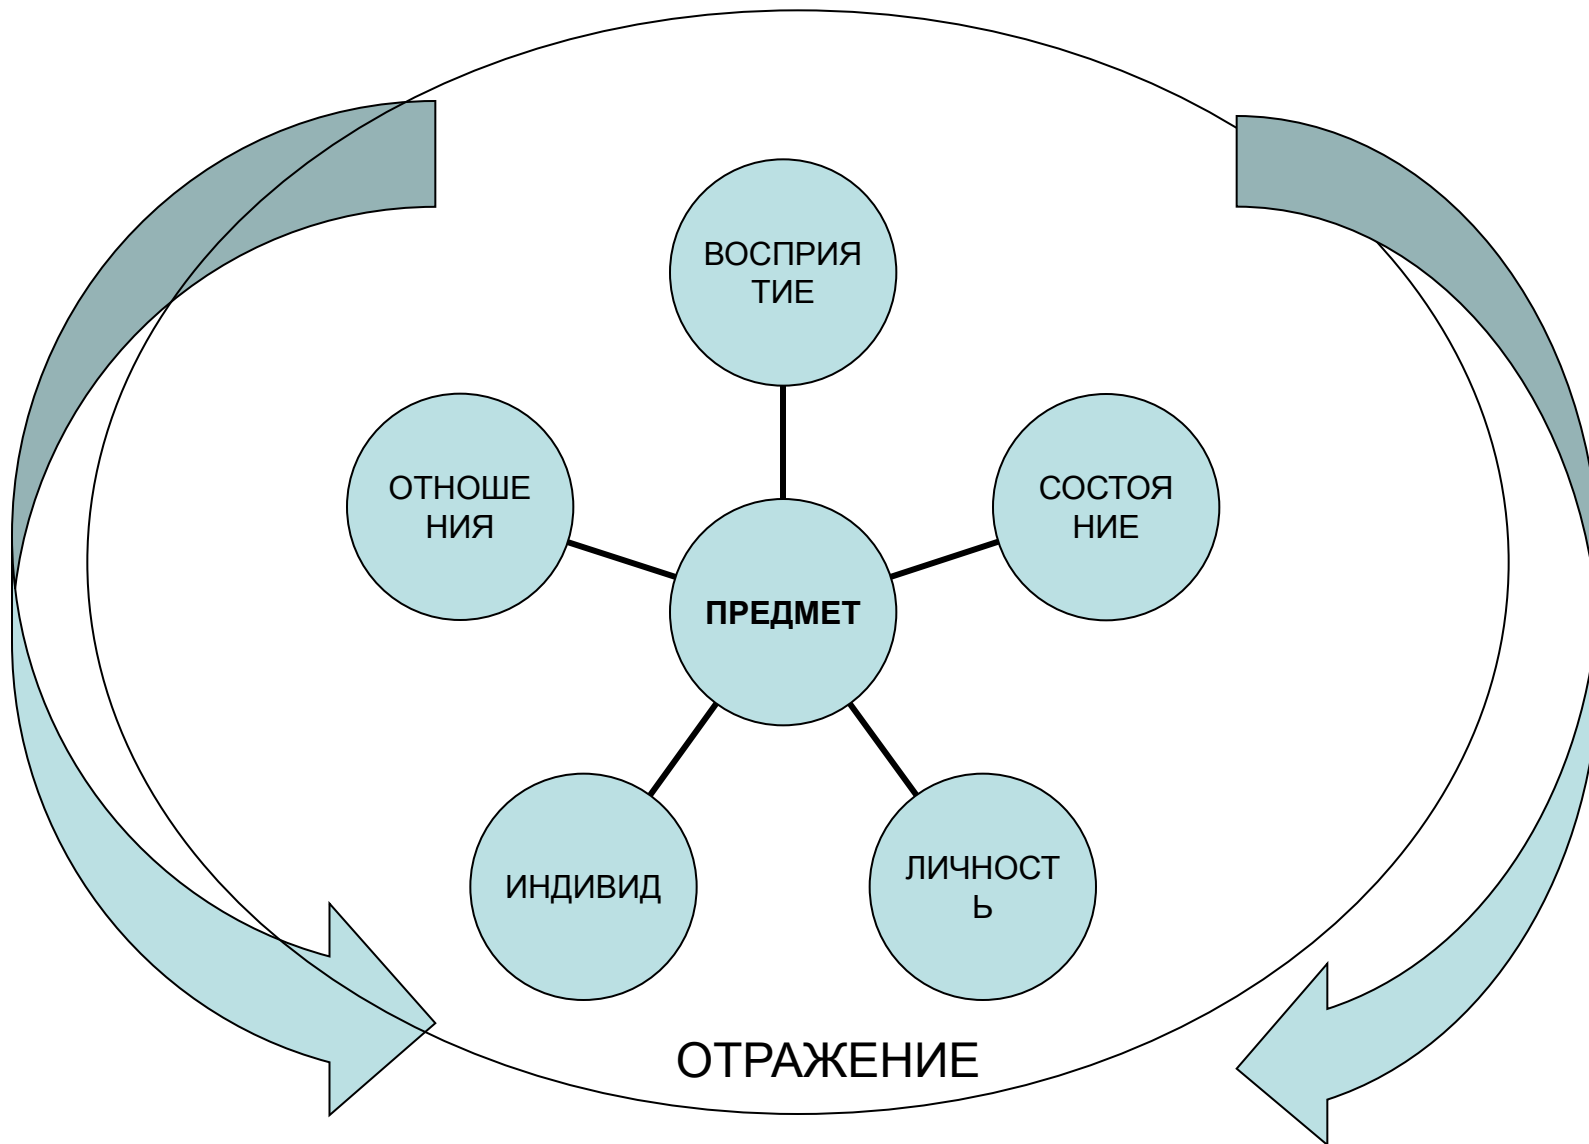 ВОСПРИЯ
ТИЕ
ОТНОШЕ
НИЯ
СОСТОЯ
НИЕ
ПРЕДМЕТ
ИНДИВИД
ЛИЧНОСТ
Ь
ОТРАЖЕНИЕ